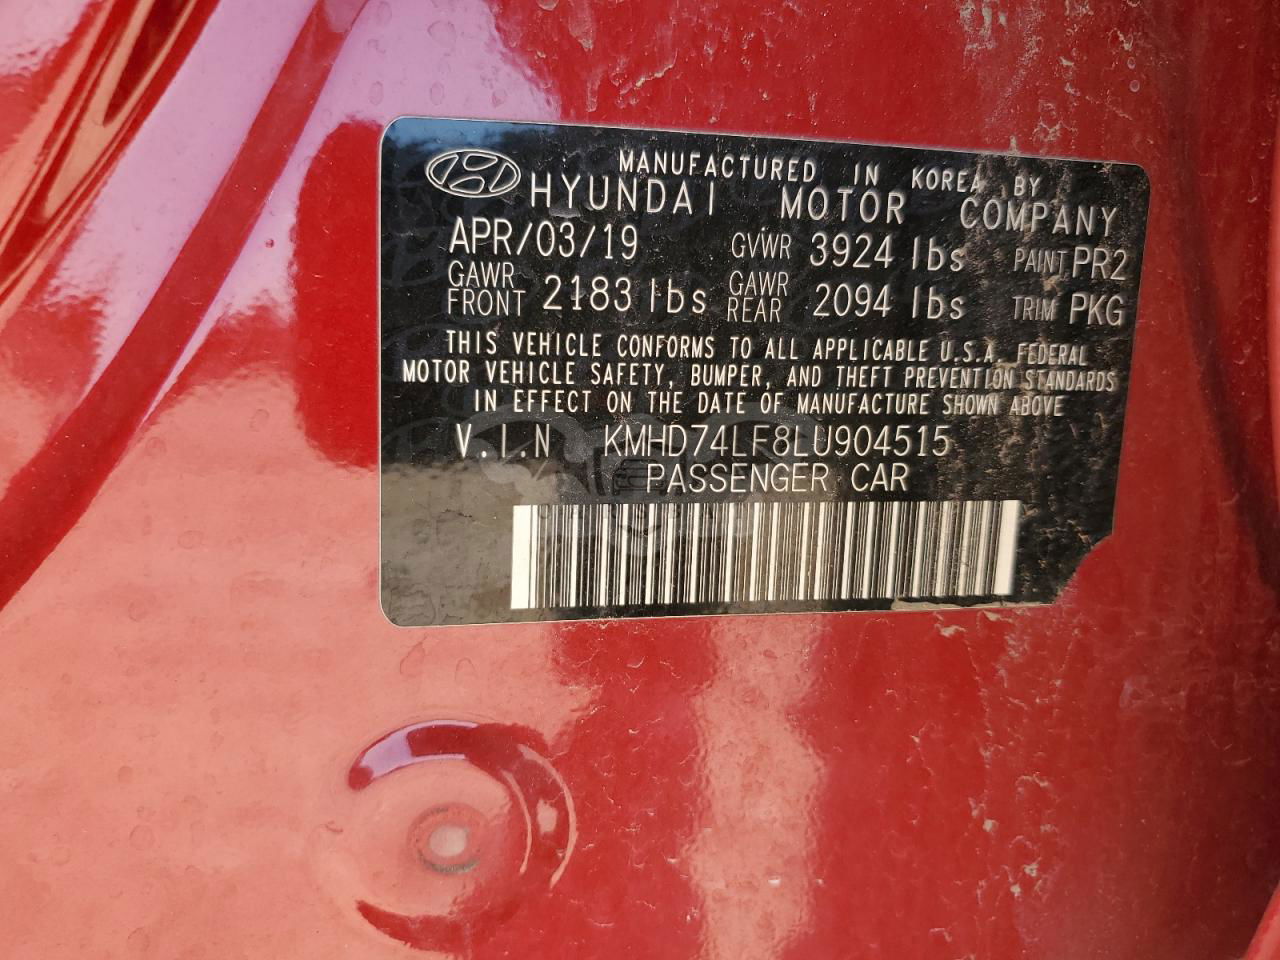 MANUFACTURED IN KOREA BY
HYUNDAI MOTOR COMPANY
APR/03/19 GVWR 3924 lbs PAINT PR2
GAWR FRONT 2183 lbs GAWR REAR 2094 lbs TRIM PKG
THIS VEHICLE CONFORMS TO ALL APPLICABLE U.S.A. FEDERAL
MOTOR VEHICLE SAFETY, BUMPER, AND THEFT PREVENTION STANDARDS
IN EFFECT ON THE DATE OF MANUFACTURE SHOWN ABOVE
V.I.N KMHD74LF8LU904515
PASSENGER CAR